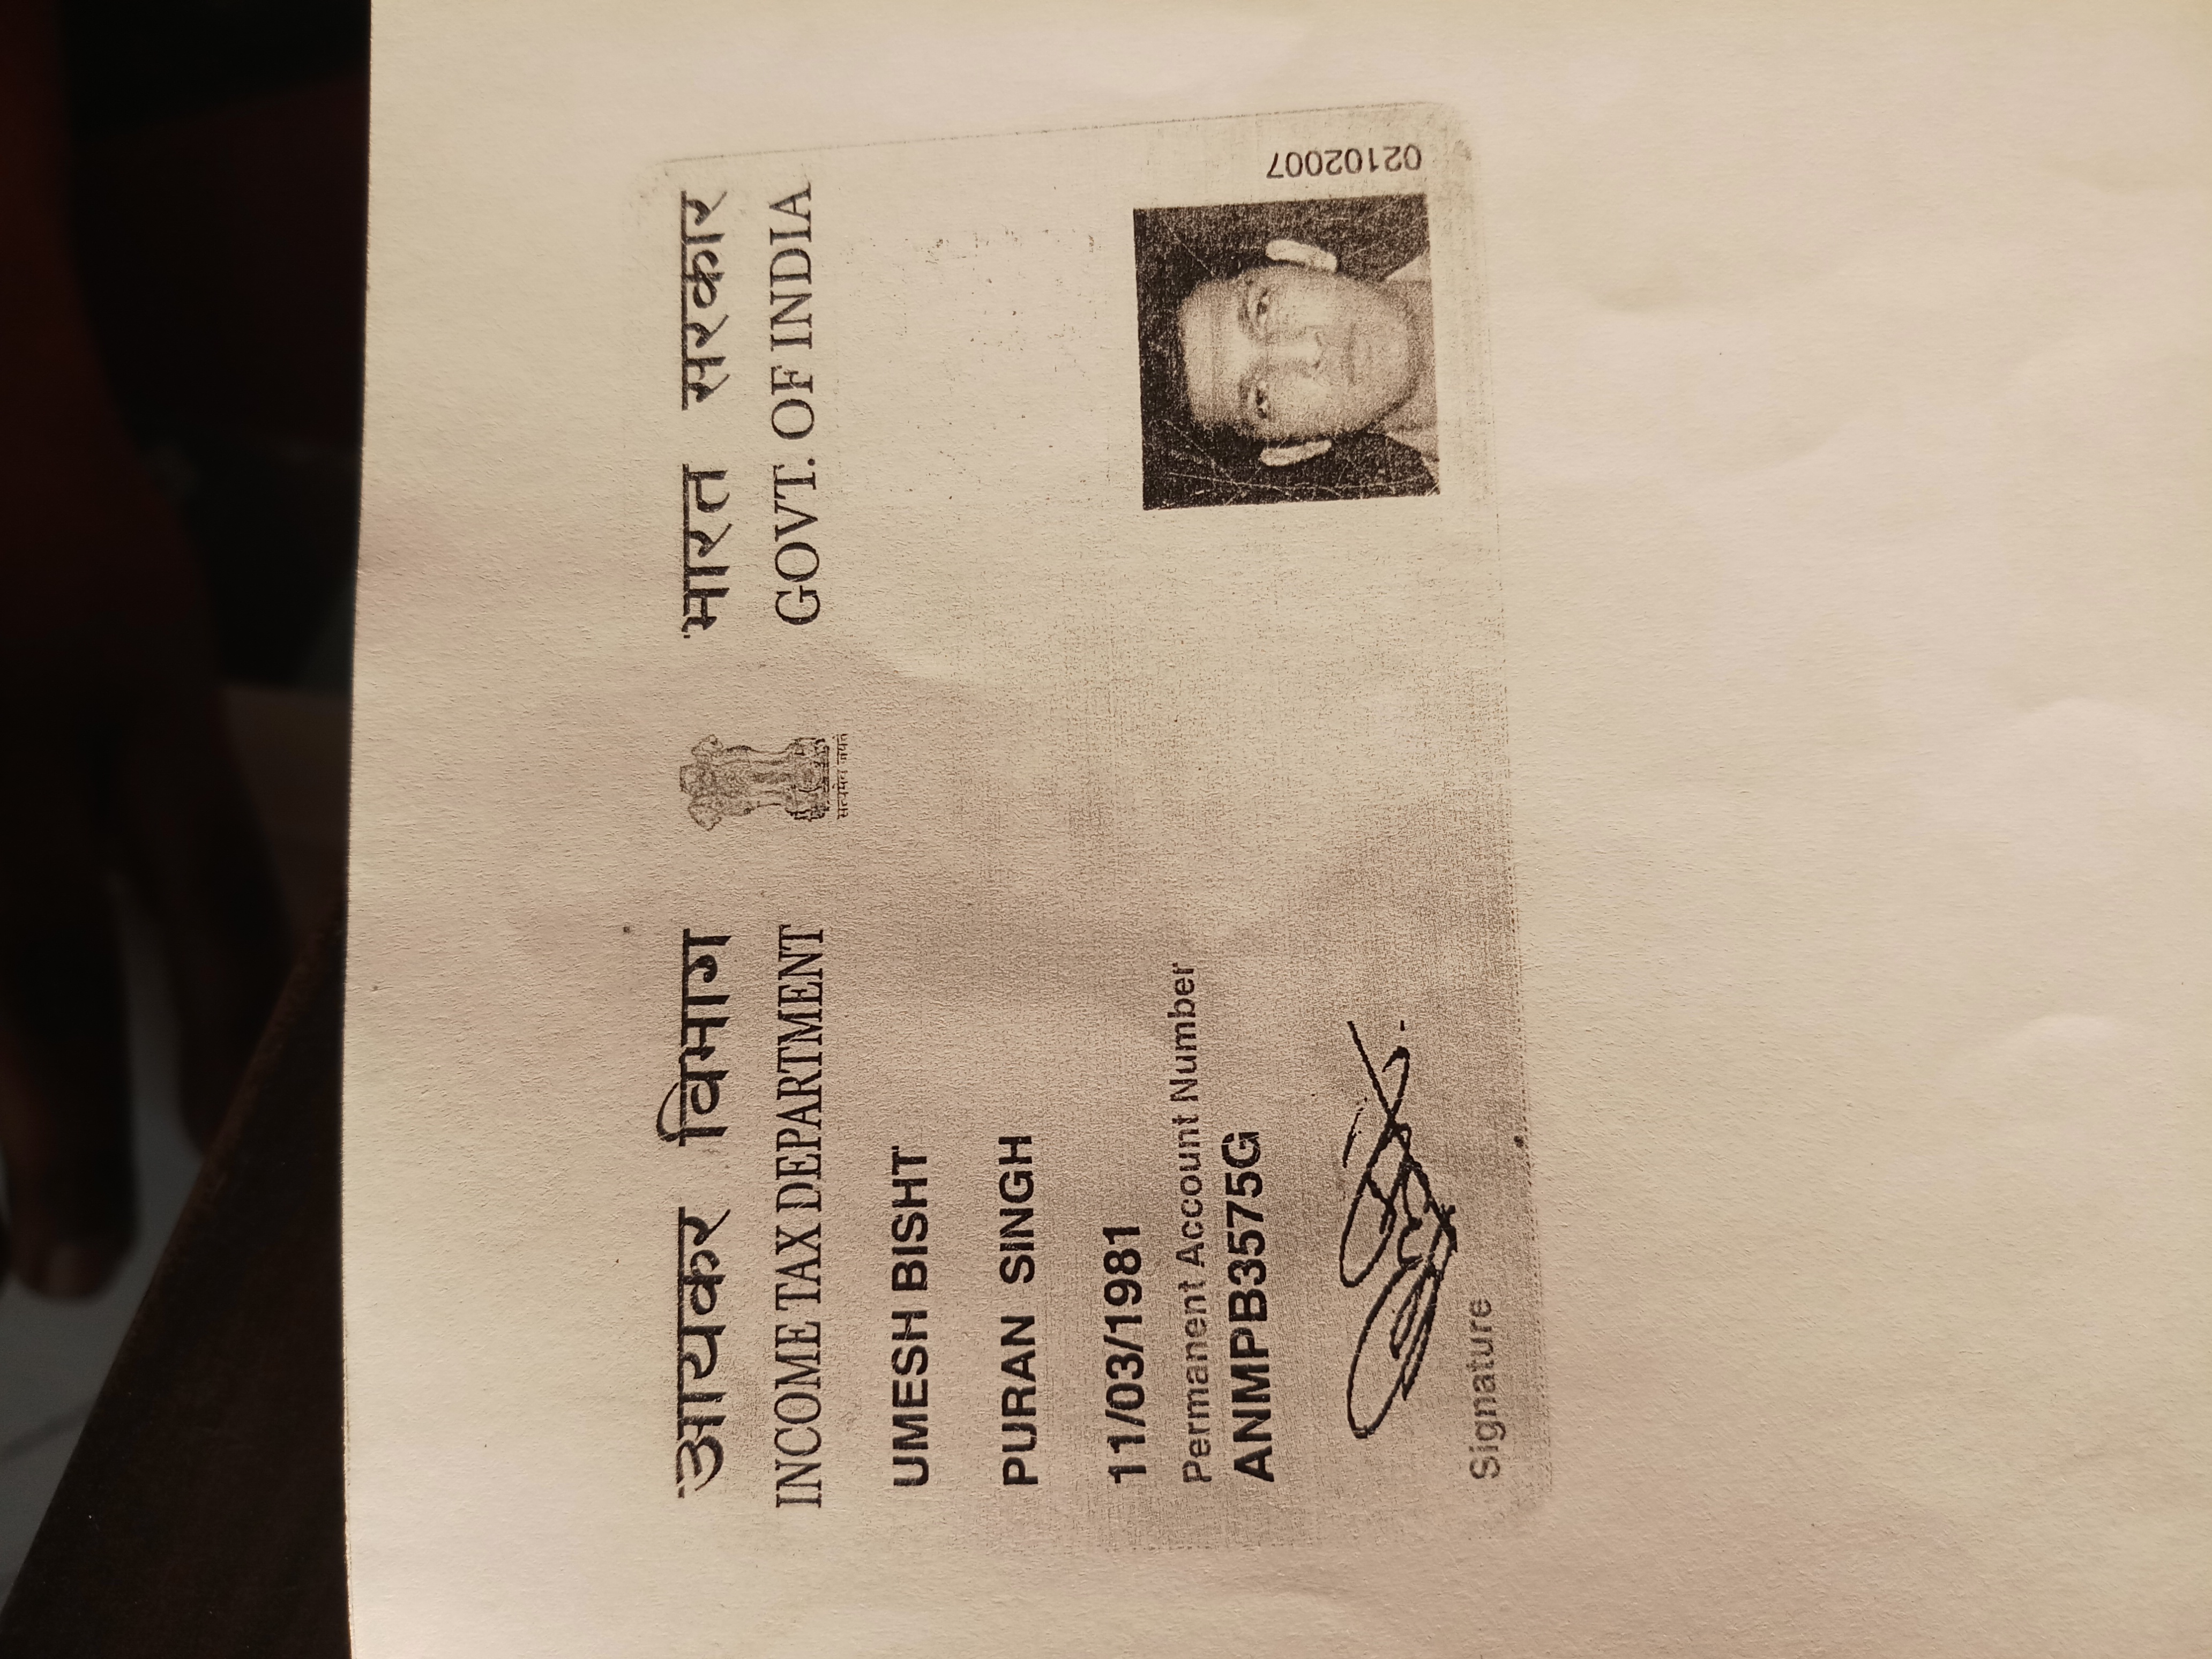 आयकर विभाग
भारत सरकार
INCOME TAX DEPARTMENT
GOVT. OF INDIA
सत्यमेव जयते
UMESH BISHT
PURAN SINGH
11/03/1981
Permanent Account Number
ANMPB3575G
Signature
02102007